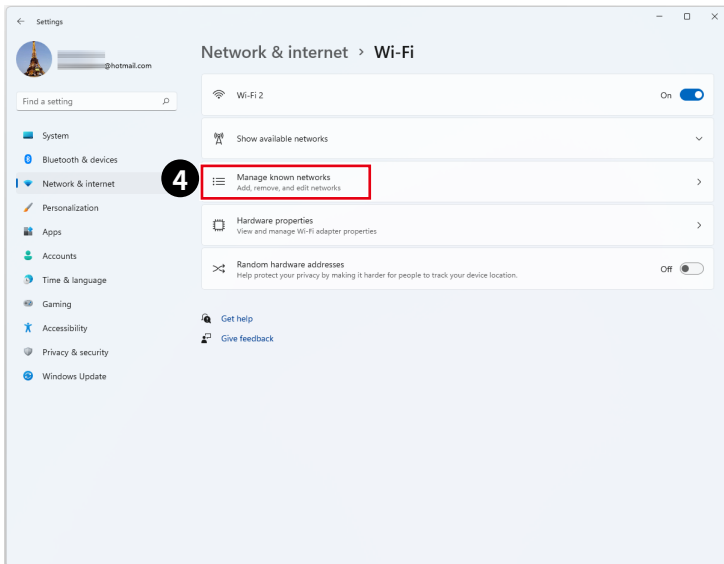 Settings
@hotmail.com
Find a setting
System
Bluetooth & devices
Network & internet
Personalization
Apps
Accounts
Time & language
Gaming
Accessibility
Privacy & security
Windows Update
Network & internet > Wi-Fi
Wi-Fi 2 On
Show available networks
4
Manage known networks
Add, remove, and edit networks
Hardware properties
View and manage Wi-Fi adapter properties
Random hardware addresses
Help protect your privacy by making it harder for people to track your device location.
Off
Get help
Give feedback